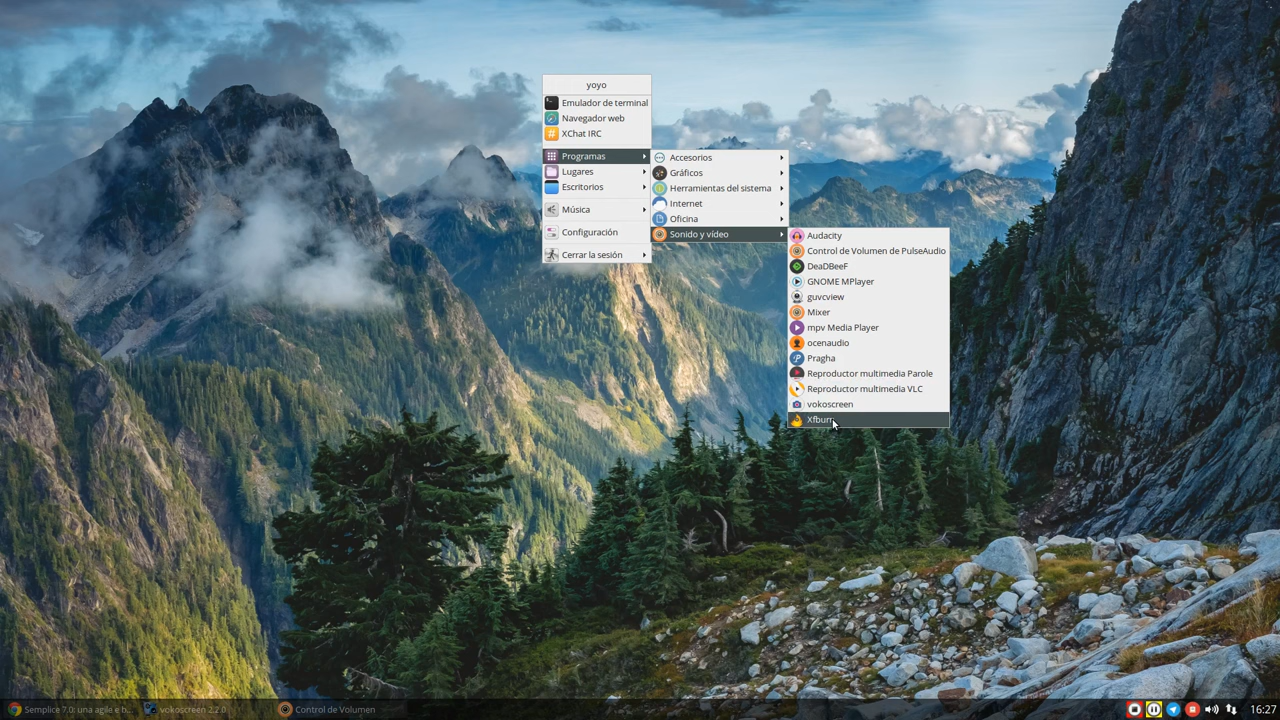 yoyo
Emulador de terminal
Navegador web
XChat IRC
Programas
Lugares
Escritorios
Música
Configuración
Cerrar la sesión
Accesorios
Gráficos
Herramientas del sistema
Internet
Oficina
Sonido y vídeo
Audacity
Control de Volumen de PulseAudio
DeaDBeeF
GNOME MPlayer
guvcview
Mixer
mpv Media Player
ocenaudio
Pragha
Reproductor multimedia Parole
Reproductor multimedia VLC
vokoscreen
Xfburn
Semplice 7.0: una agile e b...
vokoscreen 2.2.0
Control de Volumen
16:27